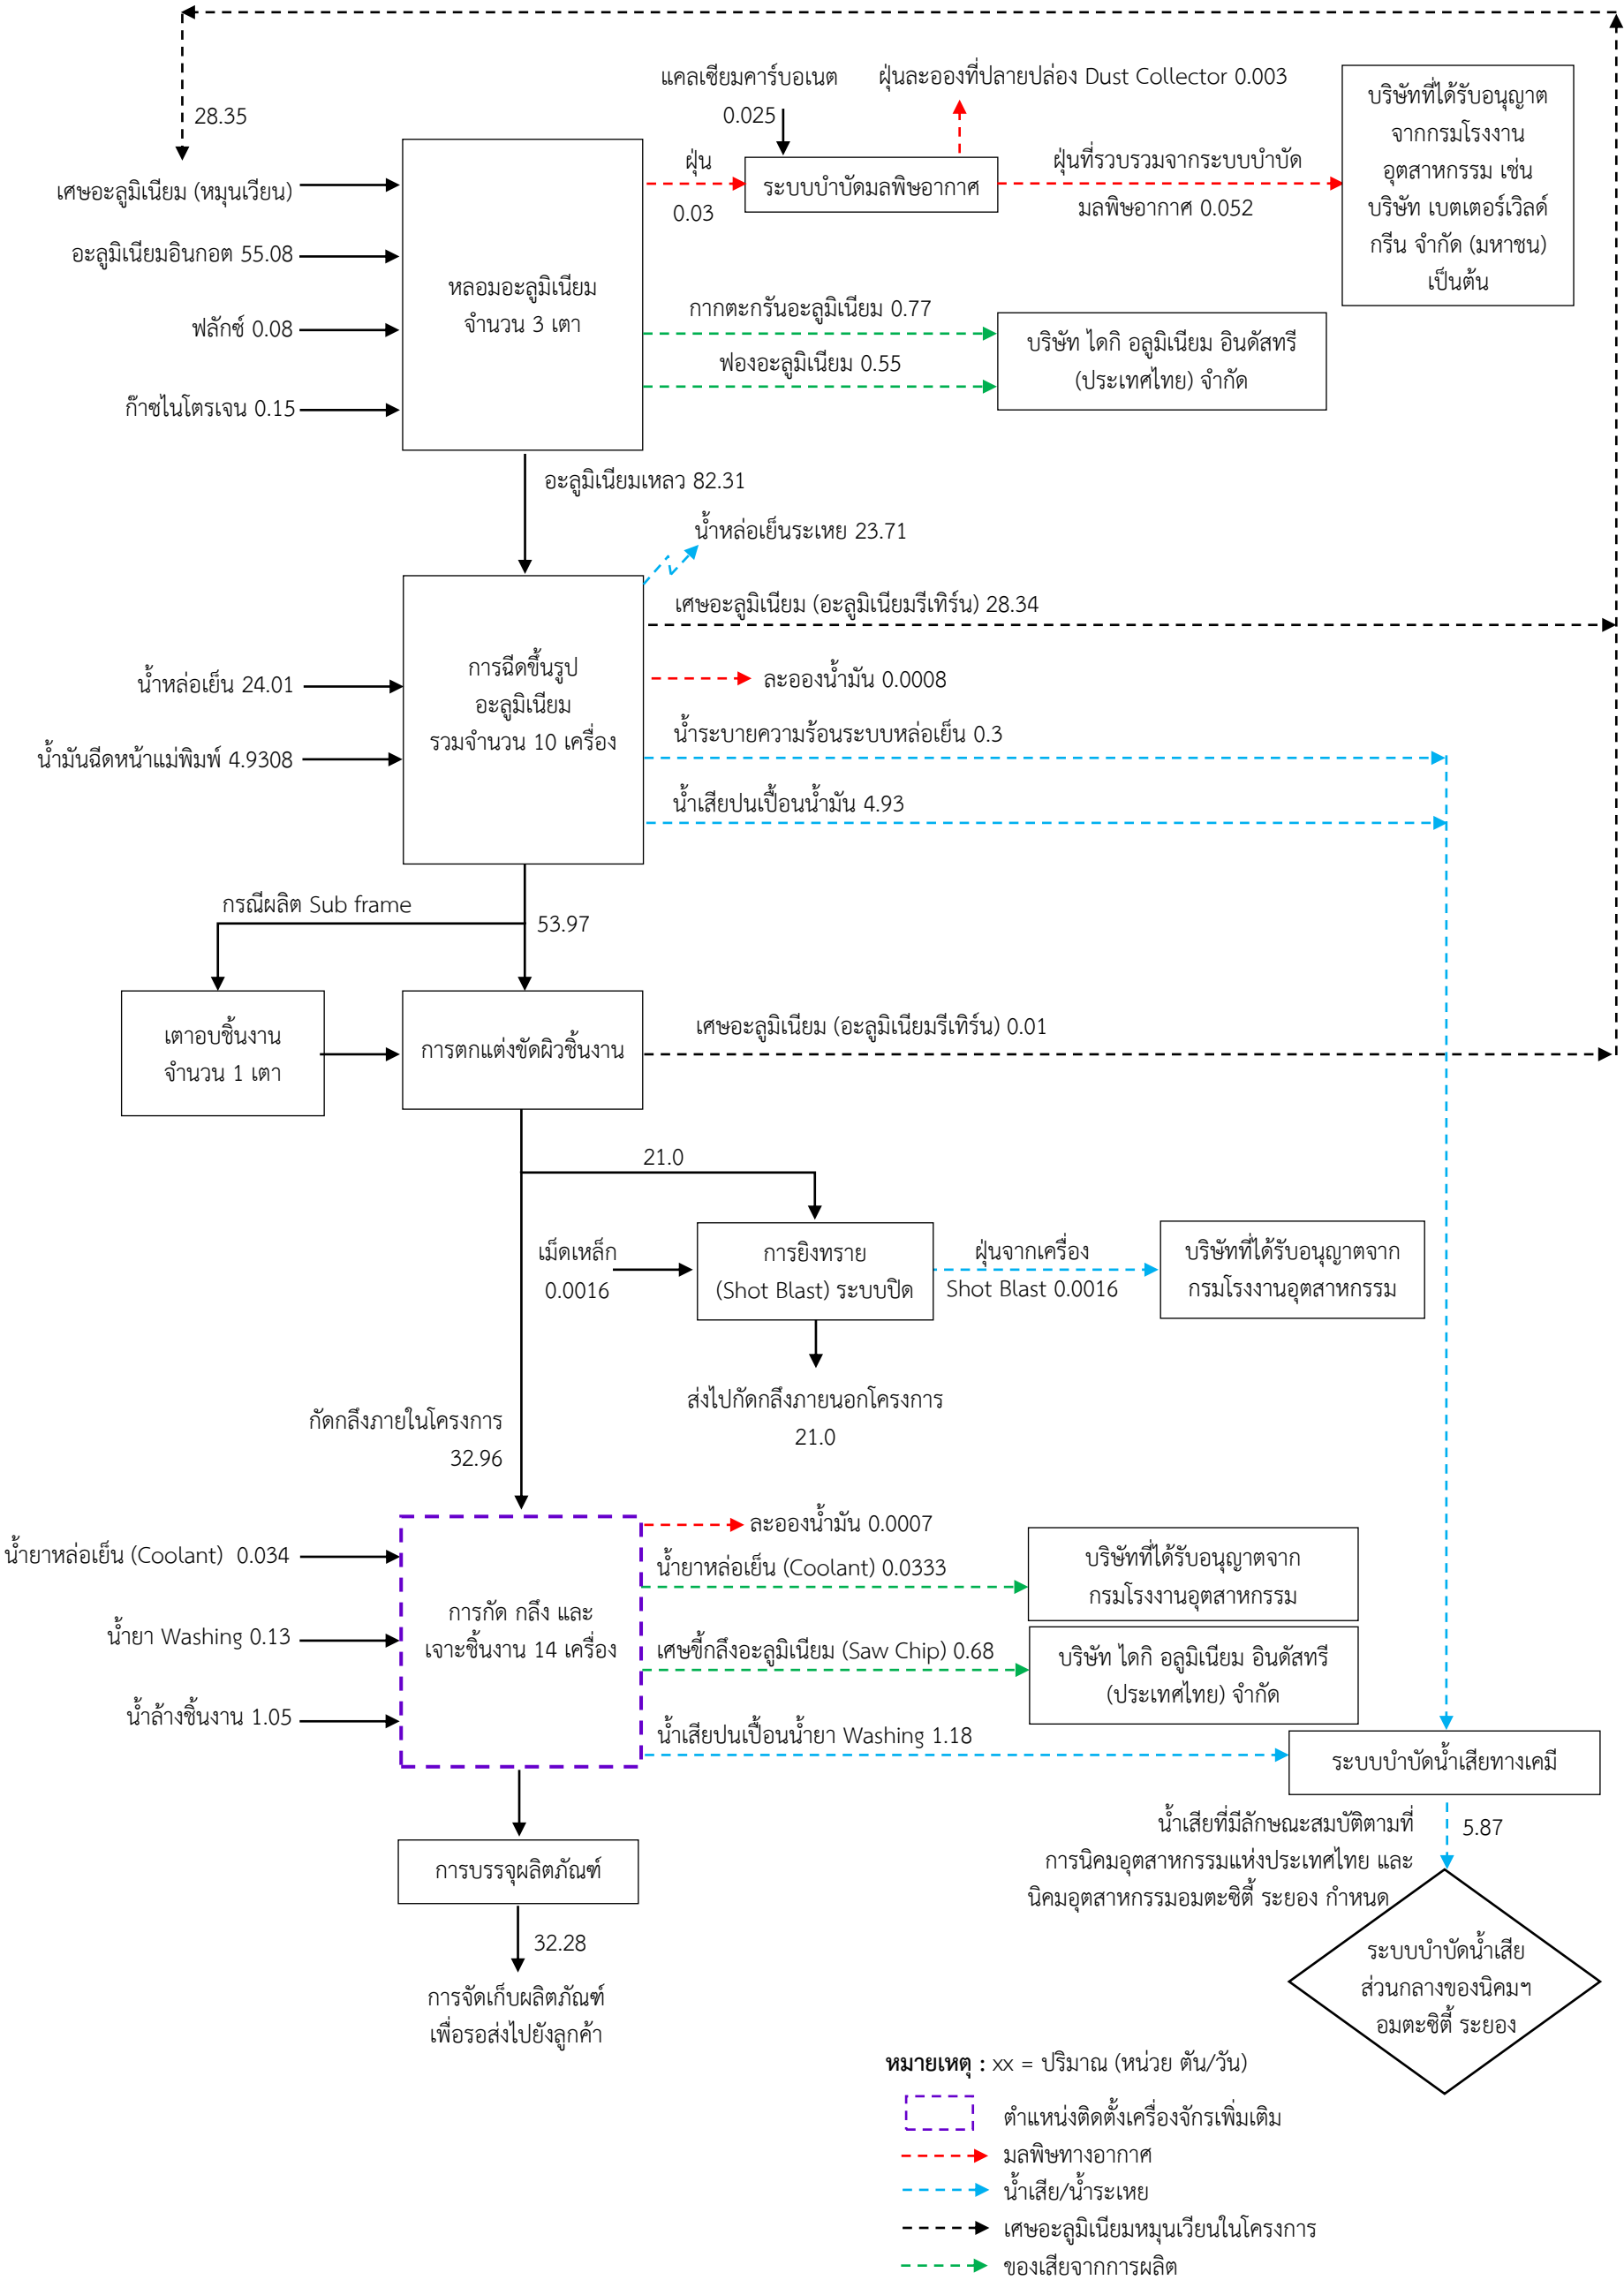 28.35
แคลเซียมคาร์บอเนต
0.025
ฝุ่นละอองที่ปลายปล่อง Dust Collector 0.003
บริษัทที่ได้รับอนุญาต
จากกรมโรงงาน
อุตสาหกรรม เช่น
บริษัท เบตเตอร์เวิลด์
กรีน จำกัด (มหาชน)
เป็นต้น
เศษอะลูมิเนียม (หมุนเวียน)
อะลูมิเนียมอินกอต 55.08
ฟลักซ์ 0.08
ก๊าซไนโตรเจน 0.15
หลอมอะลูมิเนียม
จำนวน 3 เตา
ฝุ่น
0.03
ระบบบำบัดมลพิษอากาศ
ฝุ่นที่รวบรวมจากระบบบำบัด
มลพิษอากาศ 0.052
กากตะกรันอะลูมิเนียม 0.77
ฟองอะลูมิเนียม 0.55
บริษัท ไดกิ อลูมิเนียม อินดัสทรี
(ประเทศไทย) จำกัด
อะลูมิเนียมเหลว 82.31
น้ำหล่อเย็นระเหย 23.71
เศษอะลูมิเนียม (อะลูมิเนียมรีเทิร์น) 28.34
น้ำหล่อเย็น 24.01
น้ำมันฉีดหน้าแม่พิมพ์ 4.9308
การฉีดขึ้นรูป
อะลูมิเนียม
รวมจำนวน 10 เครื่อง
ละอองน้ำมัน 0.0008
น้ำระบายความร้อนระบบหล่อเย็น 0.3
น้ำเสียปนเปื้อนน้ำมัน 4.93
กรณีผลิต Sub frame
53.97
เตาอบชิ้นงาน
จำนวน 1 เตา
การตกแต่งขัดผิวชิ้นงาน
เศษอะลูมิเนียม (อะลูมิเนียมรีเทิร์น) 0.01
21.0
เม็ดเหล็ก
0.0016
การยิงทราย
(Shot Blast) ระบบปิด
ฝุ่นจากเครื่อง
Shot Blast 0.0016
บริษัทที่ได้รับอนุญาตจาก
กรมโรงงานอุตสาหกรรม
ส่งไปกัดกลึงภายนอกโครงการ
21.0
กัดกลึงภายในโครงการ
32.96
น้ำยาหล่อเย็น (Coolant)  0.034
น้ำยา Washing 0.13
น้ำล้างชิ้นงาน 1.05
การกัด กลึง และ
เจาะชิ้นงาน 14 เครื่อง
ละอองน้ำมัน 0.0007
น้ำยาหล่อเย็น (Coolant) 0.0333
บริษัทที่ได้รับอนุญาตจาก
กรมโรงงานอุตสาหกรรม
เศษขี้กลึงอะลูมิเนียม (Saw Chip) 0.68
บริษัท ไดกิ อลูมิเนียม อินดัสทรี
(ประเทศไทย) จำกัด
น้ำเสียปนเปื้อนน้ำยา Washing 1.18
ระบบบำบัดน้ำเสียทางเคมี
น้ำเสียที่มีลักษณะสมบัติตามที่
การนิคมอุตสาหกรรมแห่งประเทศไทย และ
นิคมอุตสาหกรรมอมตะซิตี้ ระยอง กำหนด
5.87
การบรรจุผลิตภัณฑ์
32.28
การจัดเก็บผลิตภัณฑ์
เพื่อรอส่งไปยังลูกค้า
ระบบบำบัดน้ำเสีย
ส่วนกลางของนิคมฯ
อมตะซิตี้ ระยอง
หมายเหตุ : xx = ปริมาณ (หน่วย ตัน/วัน)
ตำแหน่งติดตั้งเครื่องจักรเพิ่มเติม
มลพิษทางอากาศ
น้ำเสีย/น้ำระเหย
เศษอะลูมิเนียมหมุนเวียนในโครงการ
ของเสียจากการผลิต